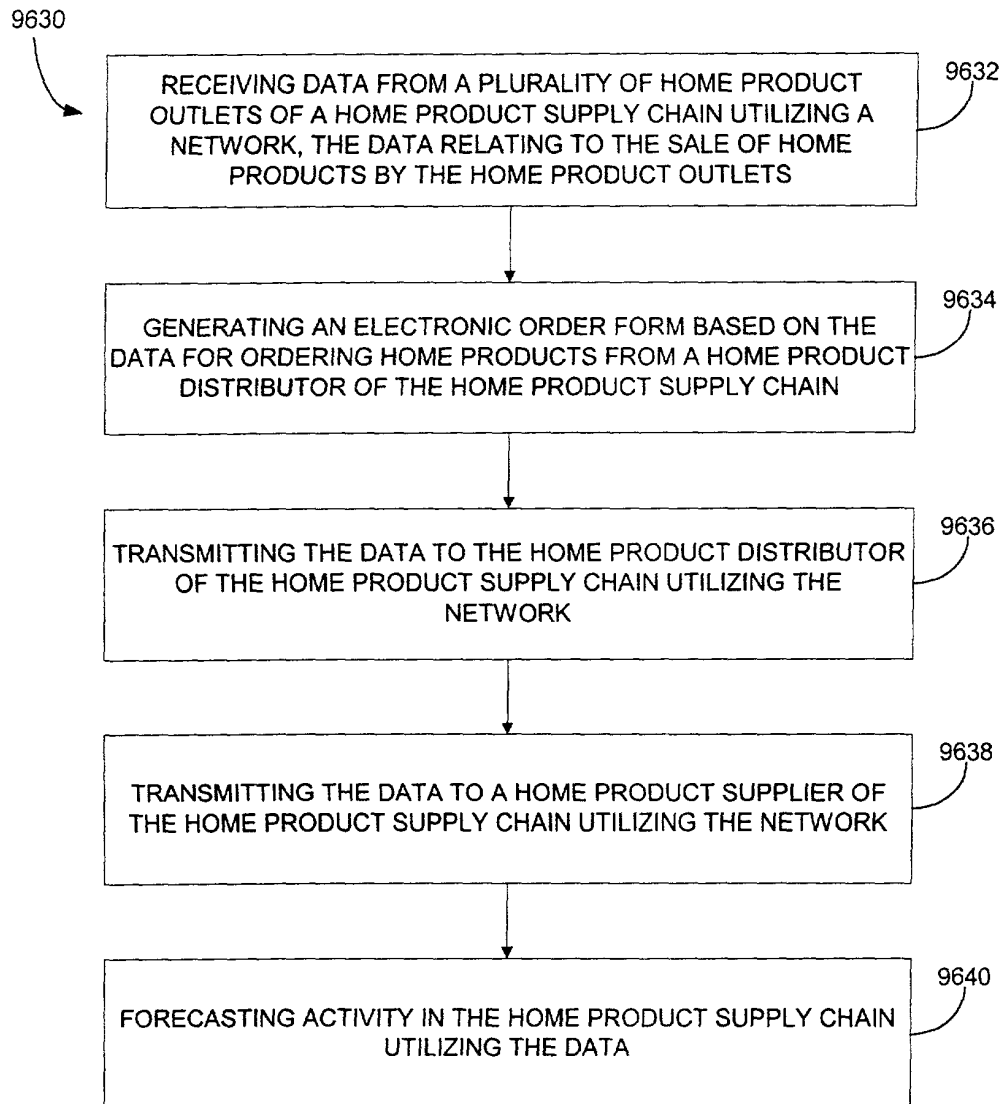 9630
RECEIVING DATA FROM A PLURALITY OF HOME PRODUCT
OUTLETS OF A HOME PRODUCT SUPPLY CHAIN UTILIZING A
NETWORK, THE DATA RELATING TO THE SALE OF HOME
PRODUCTS BY THE HOME PRODUCT OUTLETS
9632
GENERATING AN ELECTRONIC ORDER FORM BASED ON THE
DATA FOR ORDERING HOME PRODUCTS FROM A HOME PRODUCT
DISTRIBUTOR OF THE HOME PRODUCT SUPPLY CHAIN
9634
TRANSMITTING THE DATA TO THE HOME PRODUCT DISTRIBUTOR
OF THE HOME PRODUCT SUPPLY CHAIN UTILIZING THE
NETWORK
9636
TRANSMITTING THE DATA TO A HOME PRODUCT SUPPLIER OF
THE HOME PRODUCT SUPPLY CHAIN UTILIZING THE NETWORK
9638
FORECASTING ACTIVITY IN THE HOME PRODUCT SUPPLY CHAIN
UTILIZING THE DATA
9640